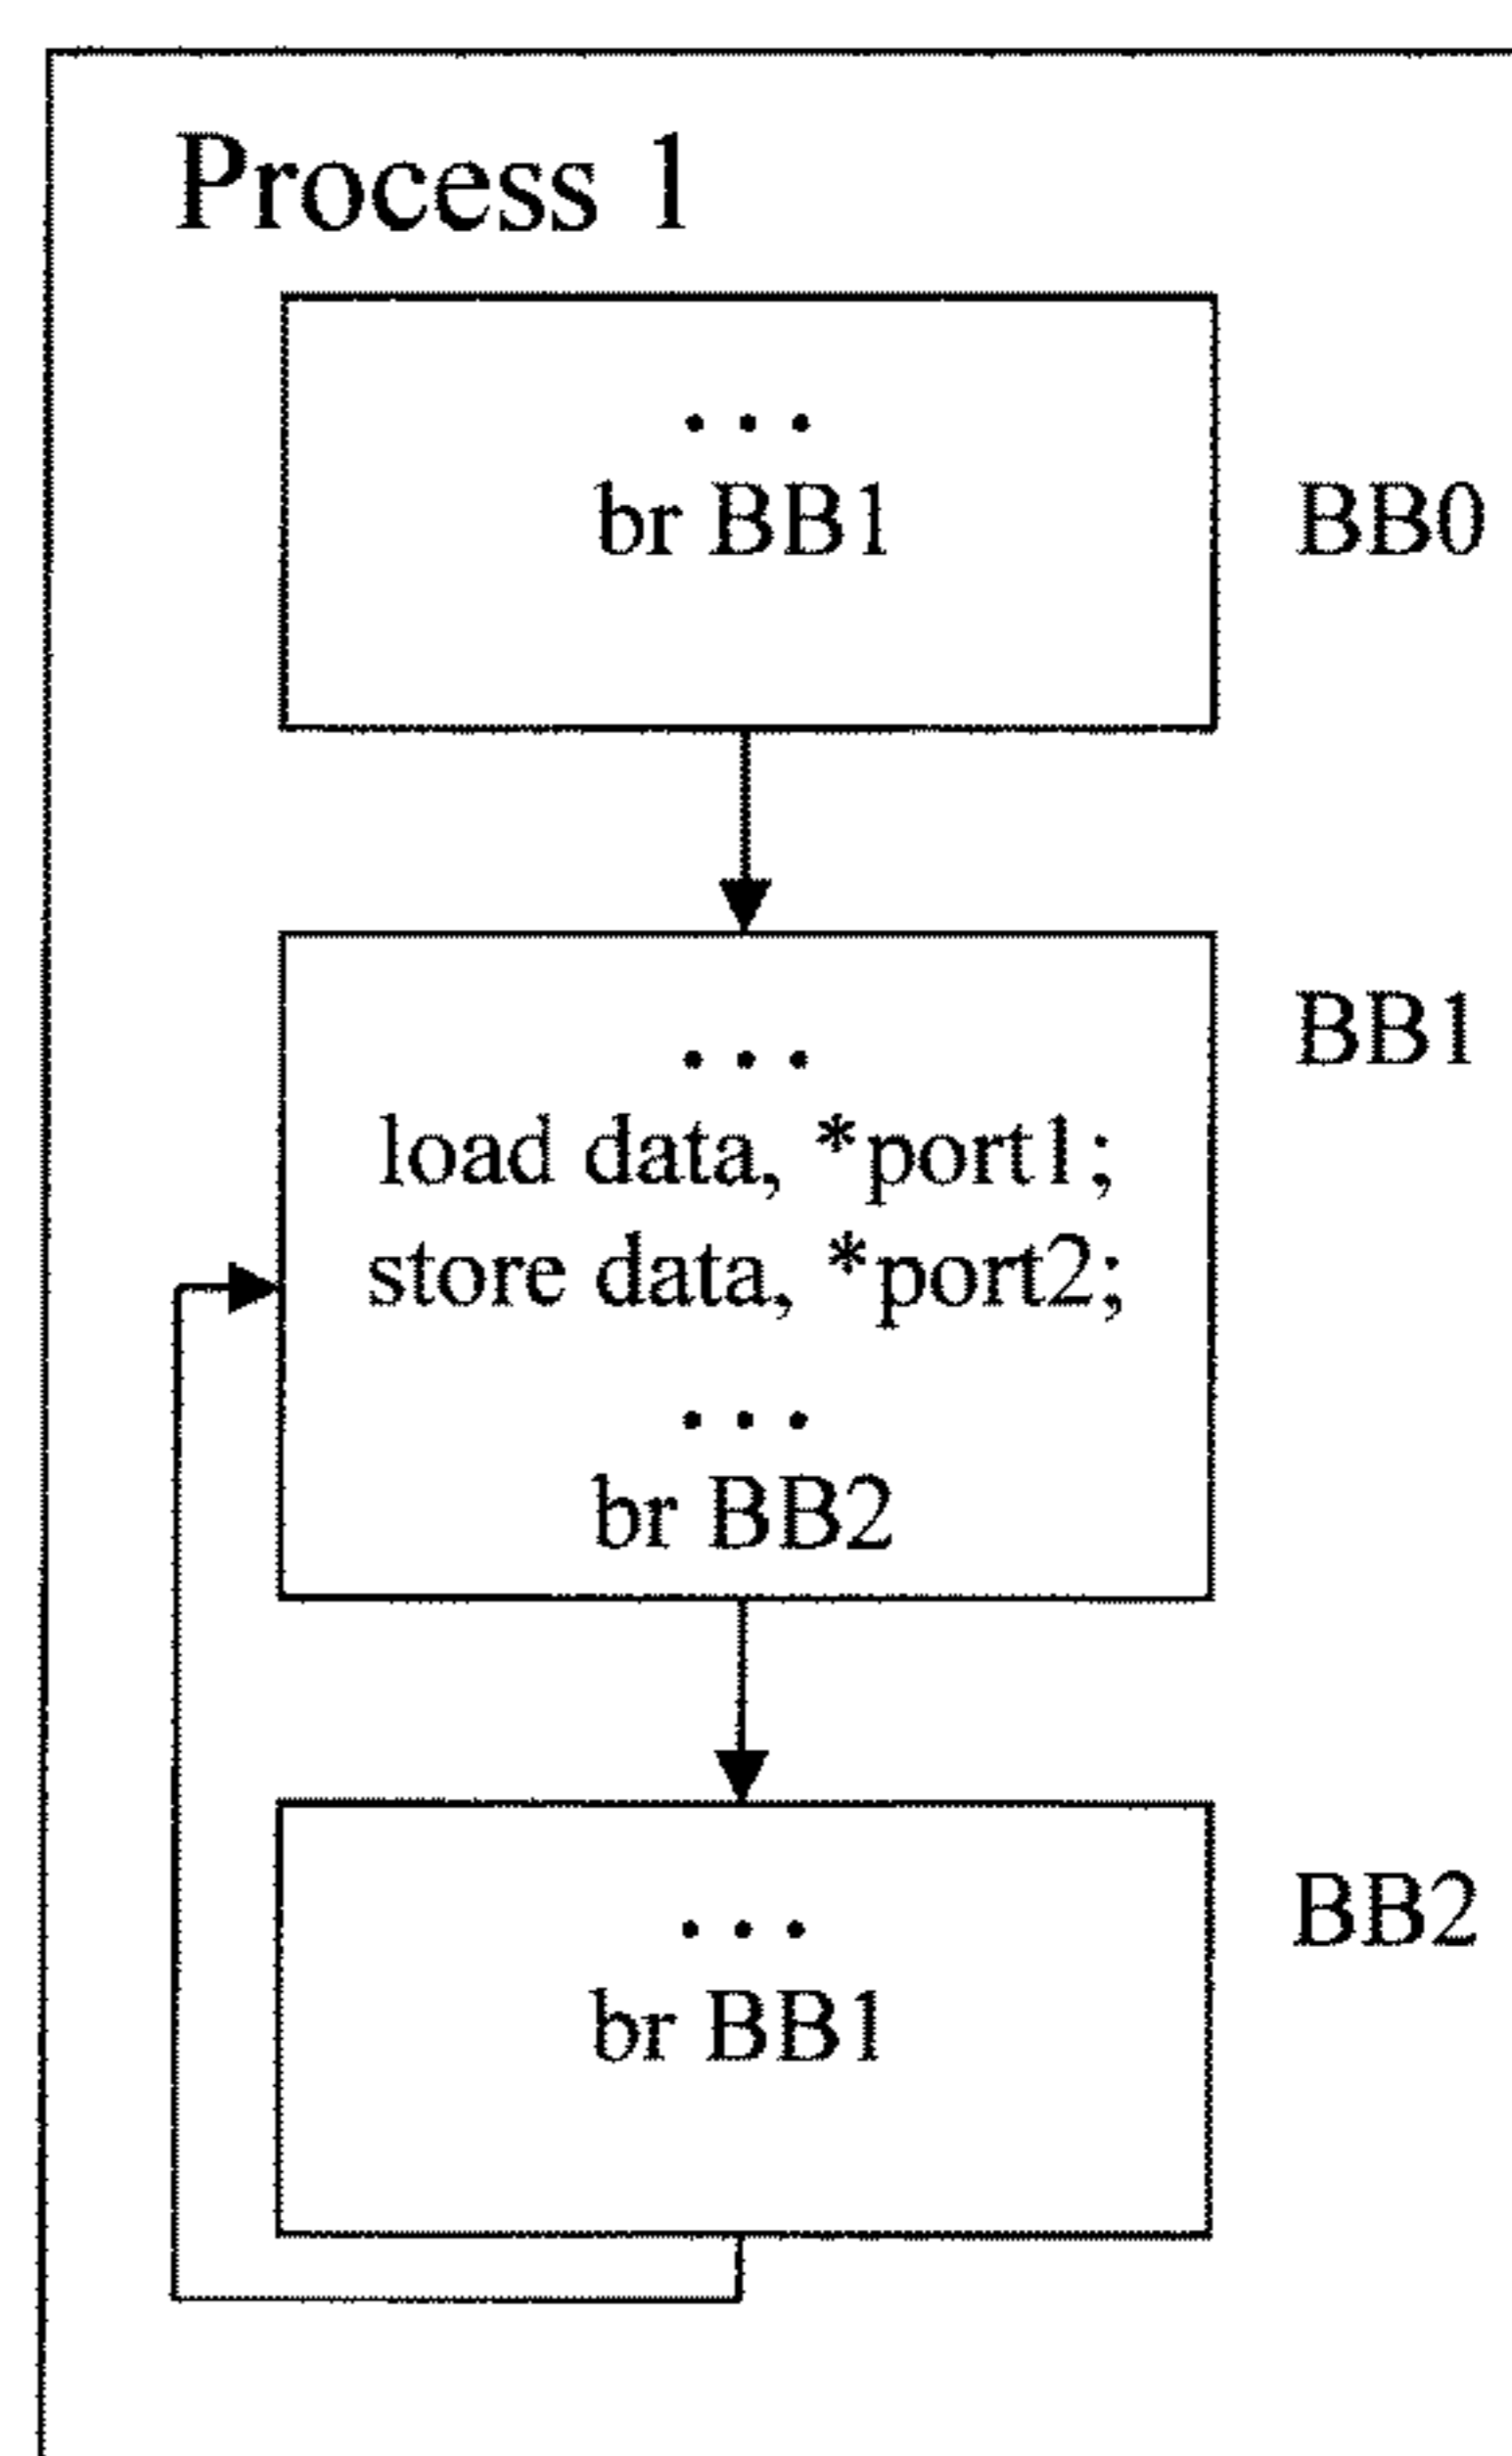 Process 1
. . .
br BB1
BB0
BB1
. . .
load data, *port1;
store data, *port2;
. . .
br BB2
BB2
. . .
br BB1